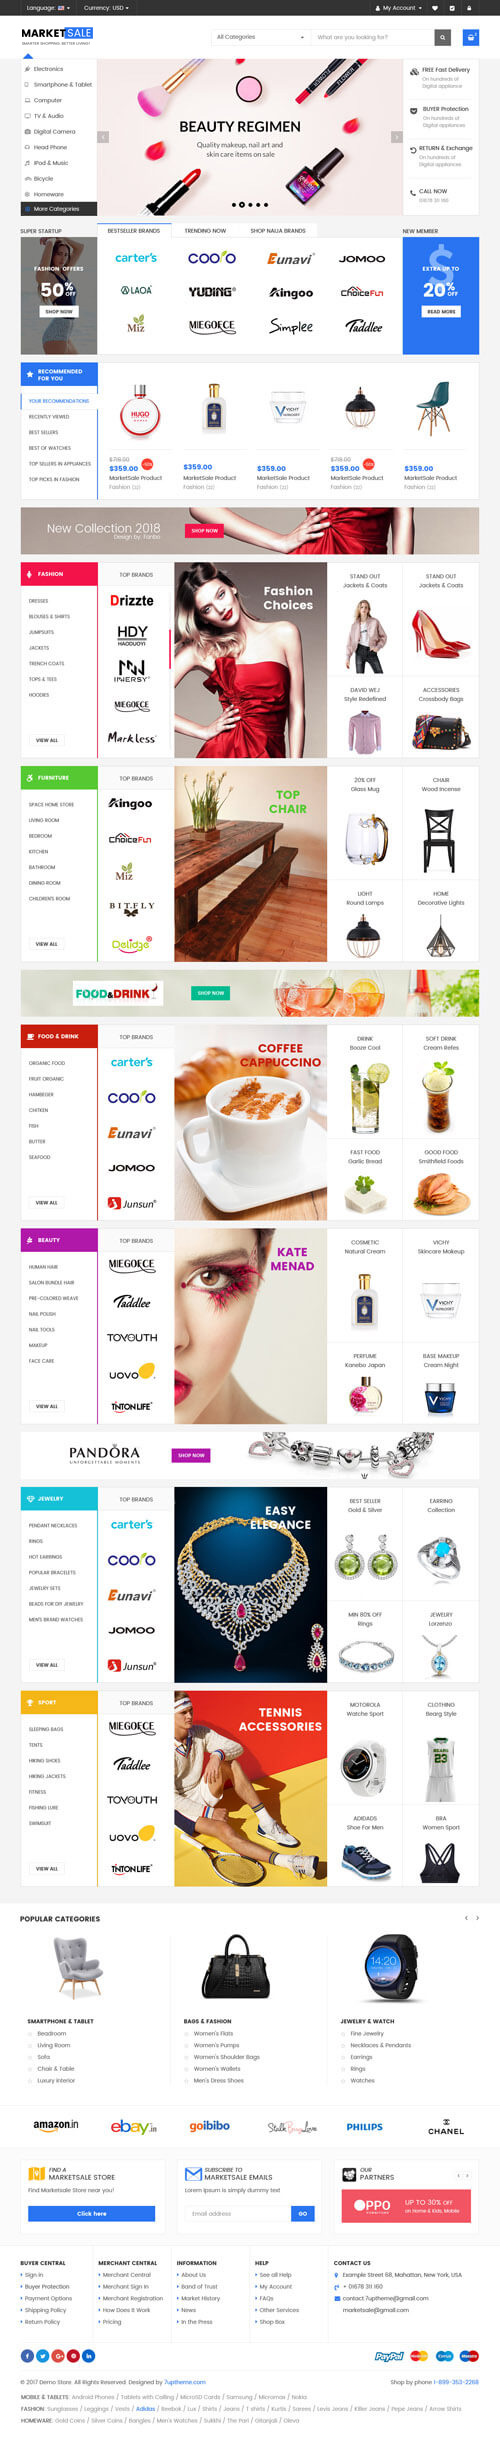 Language: Currency: USD My Account
MARKETSALE
SMARTER SHOPPING, BETTER LIVING!
All Categories What are you looking for?
Electronics
Smartphone & Tablet
Computer
TV & Audio
Digital Camera
Head Phone
iPod & Music
Bicycle
Homeware
More Categories
BEAUTY REGIMEN
Quality makeup, nail art and
skin care items on sale
FREE Fast Delivery
On hundreds of
Digital appliance
BUYER Protection
On hundreds of
Digital appliances
RETURN & Exchange
On hundreds of
Digital appliances
CALL NOW
01678 311 160
SUPER STARTUP
BESTSELLER BRANDS TRENDING NOW SHOP NAIJA BRANDS
NEW MEMBER
FASHION OFFERS
50% OFF
SHOP NOW
carter's COOFO Eunavi JOMOO
LAOA YUDING Aingoo ChoiceFun
Miz MIEGOFCE Simplee Taddlee
EXTRA UP TO
20% OFF
READ MORE
RECOMMENDED
FOR YOU
YOUR RECOMMENDATIONS
RECENTLY VIEWED
BEST SELLERS
BEST OF WATCHES
TOP SELLERS IN APPLIANCES
TOP PICKS IN FASHION
HUGO
VICHY
$718.00 $718.00
$359.00 $359.00 $359.00 $359.00 $359.00
MarketSale Product MarketSale Product MarketSale Product MarketSale Product MarketSale Product
Fashion (22) Fashion (22) Fashion (22) Fashion (22) Fashion (22)
New Collection 2018
Design by: Fanbo
SHOP NOW
FASHION
TOP BRANDS
DRESSES
BLOUSES & SHIRTS
JUMPSUITS
JACKETS
TRENCH COATS
TOPS & TEES
HOODIES
VIEW ALL
Drizzte
HDY
HAODUOYI
INWERSY
MIEGOFCE
Markless
Fashion
Choices
STAND OUT
Jackets & Coats
STAND OUT
Jackets & Coats
DAVID WEJ
Style Redefined
ACCESSORIES
Crossbody Bags
FURNITURE
TOP BRANDS
SPACE HOME STORE
LIVING ROOM
BEDROOM
KITCHEN
BATHROOM
DINING ROOM
CHILDREN'S ROOM
VIEW ALL
Aingoo
ChoiceFun
Miz
BIT.FLY
Delidge
TOP
CHAIR
20% OFF
Glass Mug
CHAIR
Wood Incense
LIGHT
Round Lamps
HOME
Decorative Lights
FOOD&DRINK
SHOP NOW
FOOD & DRINK
TOP BRANDS
ORGANIC FOOD
FRUIT ORGANIC
HAMBEGER
CHITKEN
FISH
BUTTER
SEAFOOD
VIEW ALL
carter's
COOFO
Eunavi
JOMOO
Junsun
COFFEE
CAPPUCCINO
DRINK
Booze Cool
SOFT DRINK
Cream Refes
FAST FOOD
Garlic Bread
GOOD FOOD
Smithfield Foods
BEAUTY
TOP BRANDS
HUMAN HAIR
SALON BUNDLE HAIR
PRE-COLORED WEAVE
NAIL POLISH
NAIL TOOLS
MAKEUP
FACE CARE
VIEW ALL
MIEGOFCE
Taddlee
TOYOUTH
UOVO
TINTON LIFE
KATE
MENAD
COSMETIC
Natural Cream
VICHY
Skincare Makeup
PERFUME
Kanebo Japan
BASE MAKEUP
Cream Night
PANDORA
UNFORGETTABLE MOMENTS
SHOP NOW
JEWELRY
TOP BRANDS
PENDANT NECKLACES
RINGS
HOT EARRINGS
POPULAR BRACELETS
JEWELRY SETS
BEADS FOR DIY JEWELRY
MEN'S BRAND WATCHES
VIEW ALL
carter's
COOFO
Eunavi
JOMOO
Junsun
EASY
ELEGANCE
BEST SELLER
Gold & Silver
EARRING
Collection
MIN 80% OFF
Rings
JEWELRY
Lorzenzo
SPORT
TOP BRANDS
SLEEPING BAGS
TENTS
HIKING SHOES
HIKING JACKETS
FITNESS
FISHING LURE
SWIMSUIT
VIEW ALL
MIEGOFCE
Taddlee
TOYOUTH
UOVO
TINTON LIFE
TENNIS
ACCESSORIES
MOTOROLA
Watche Sport
CLOTHING
Bearg Style
BEARS
23
ADIDADS
Shoe For Men
BRA
Women Sport
POPULAR CATEGORIES
14:20
SMARTPHONE & TABLET
Beadroom
Living Room
Sofa
Chair & Table
Luxury Interior
BAGS & FASHION
Women's Flats
Women's Pumps
Women's Shoulder Bags
Women's Wallets
Men's Dress Shoes
JEWELRY & WATCH
Fine Jewelry
Necklaces & Pendants
Earrings
Rings
Watches
amazon.in ebay.in goibibo StalkBuyLove PHILIPS CHANEL
FIND A
MARKETSALE STORE
Find Marketsale Store near you!
Click here
SUBSCRIBE TO
MARKETSALE EMAILS
Lorem Ipsum is simply dummy text
Email address GO
OUR
PARTNERS
OPPO
FURNITURE
UP TO 30% OFF
on Home & Kids, Mobile
BUYER CENTRAL
Sign In
Buyer Protection
Payment Options
Shipping Policy
Return Policy
MERCHANT CENTRAL
Merchant Central
Merchant Sign In
Merchant Registration
How Does It Work
Pricing
INFORMATION
About Us
Band of Trust
Market History
News
In the Press
HELP
See all Help
My Account
FAQs
Other Services
Shop Box
CONTACT US
Example Street 68, Mahattan, New York, USA
+ 01678 311 160
contact.7uptheme@gmail.com
marketsale@gmail.com
PayPal
© 2017 Demo Store. All Rights Reserved. Designed by 7uptheme.com
Shop by phone 1-899-353-2268
MOBILE & TABLETS: Android Phones / Tablets with Calling / MicroSD Cards / Samsung / Micromax / Nokia
FASHION: Sunglasses / Leggings / Vests / Adidas / Reebok / Lux / Shirts / Jeans / T shirts / Kurtis / Sarees / Levis Jeans / Killer Jeans / Pepe Jeans / Arrow Shirts
HOMEWARE: Gold Coins / Silver Coins / Bangles / Men's Watches / Sukkhi / The Pari / Gitanjali / Oleva